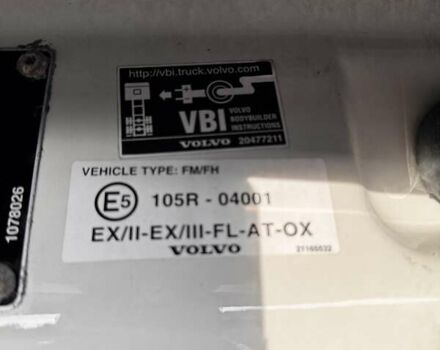 http://vbi.truck.volvo.com
VBI
VOLVO
BODYBUILDER
INSTRUCTIONS
VOLVO 20477211
VEHICLE TYPE: FM/FH
E5 105R - 04001
EX/II-EX/III-FL-AT-OX
VOLVO 21165032
1078026